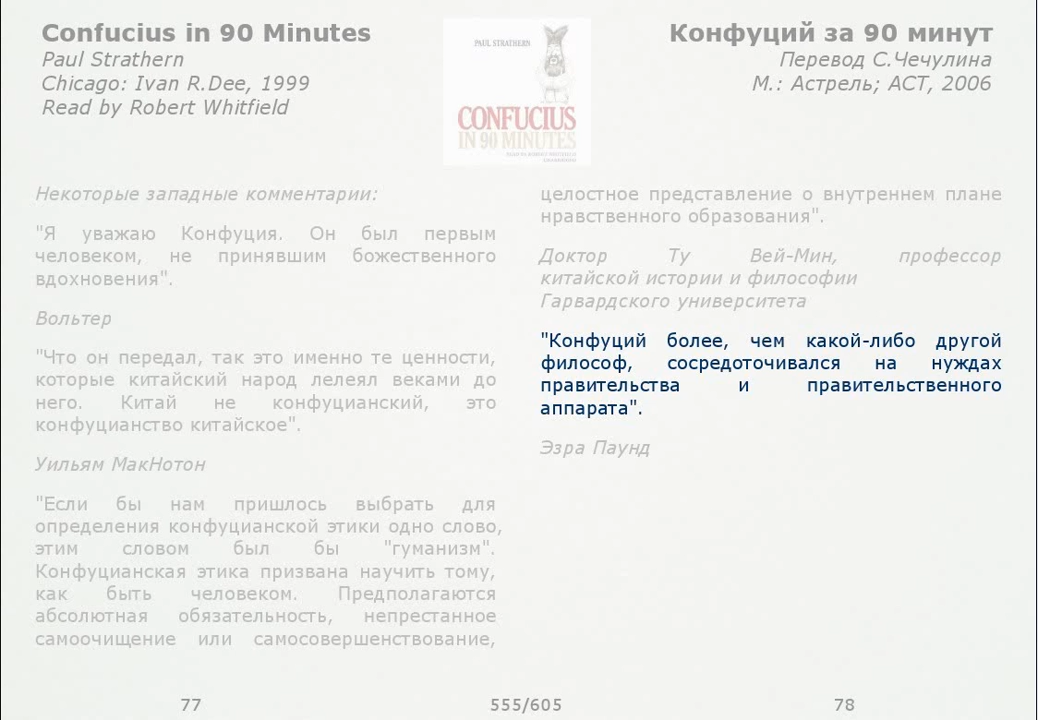 Confucius in 90 Minutes
Paul Strathern
Chicago: Ivan R.Dee, 1999
Read by Robert Whitfield
PAUL STRATHERN
CONFUCIUS
IN 90 MINUTES
Конфуций за 90 минут
Перевод С.Чечулина
М.: Астрель; АСТ, 2006
Некоторые западные комментарии:
"Я уважаю Конфуция. Он был первым
человеком, не принявшим божественного
вдохновения".
Вольтер
"Что он передал, так это именно те ценности,
которые китайский народ лелеял веками до
него. Китай не конфуцианский, это
конфуцианство китайское".
Уильям МакНотон
"Если бы нам пришлось выбрать для
определения конфуцианской этики одно слово,
этим словом был бы "гуманизм".
Конфуцианская этика призвана научить тому,
как быть человеком. Предполагаются
абсолютная обязательность, непрестанное
самоочищение или самосовершенствование,
целостное представление о внутреннем плане
нравственного образования".
Доктор Ту Вей-Мин, профессор
китайской истории и философии
Гарвардского университета
"Конфуций более, чем какой-либо другой
философ, сосредоточивался на нуждах
правительства и правительственного
аппарата".
Эзра Паунд
77
555/605
78